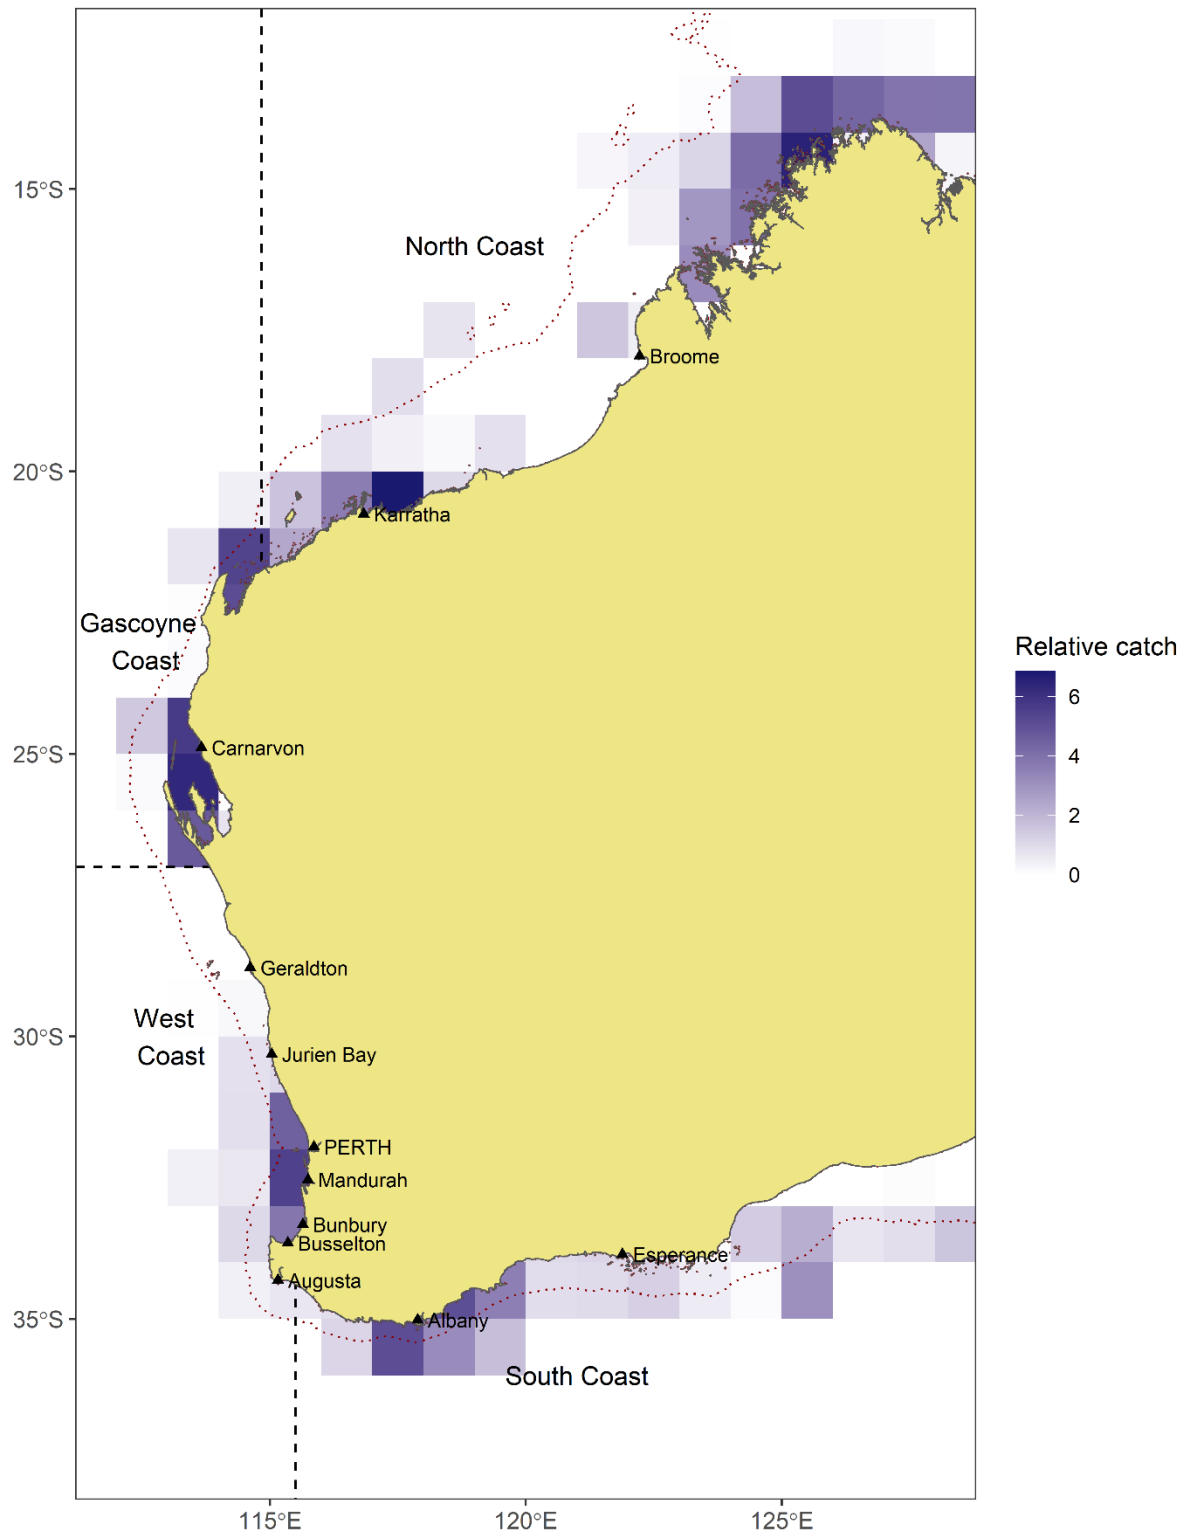 15°S
North Coast
Broome
20°S
Karratha
Gascoyne
Coast
Relative catch
6
4
2
0
25°S
Carnarvon
Geraldton
West
Coast
30°S
Jurien Bay
PERTH
Mandurah
Bunbury
Busselton
Esperance
Augusta
35°S
Albany
South Coast
115°E
120°E
125°E